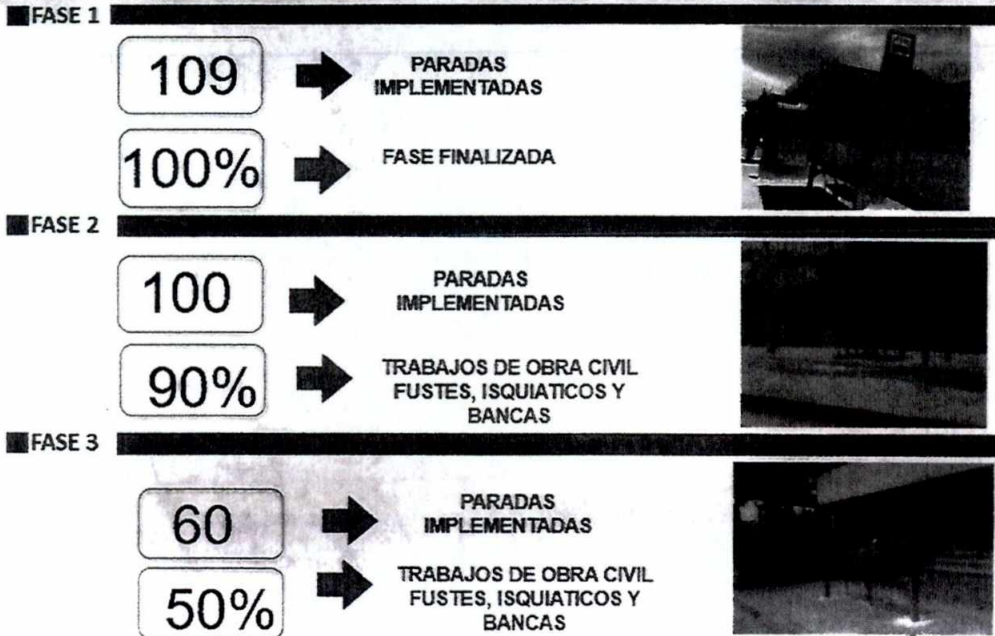 FASE 1
109
PARADAS
IMPLEMENTADAS
100%
FASE FINALIZADA
FASE 2
100
PARADAS
IMPLEMENTADAS
90%
TRABAJOS DE OBRA CIVIL
FUSTES, ISQUIATICOS Y
BANCAS
FASE 3
60
PARADAS
IMPLEMENTADAS
50%
TRABAJOS DE OBRA CIVIL
FUSTES, ISQUIATICOS Y
BANCAS